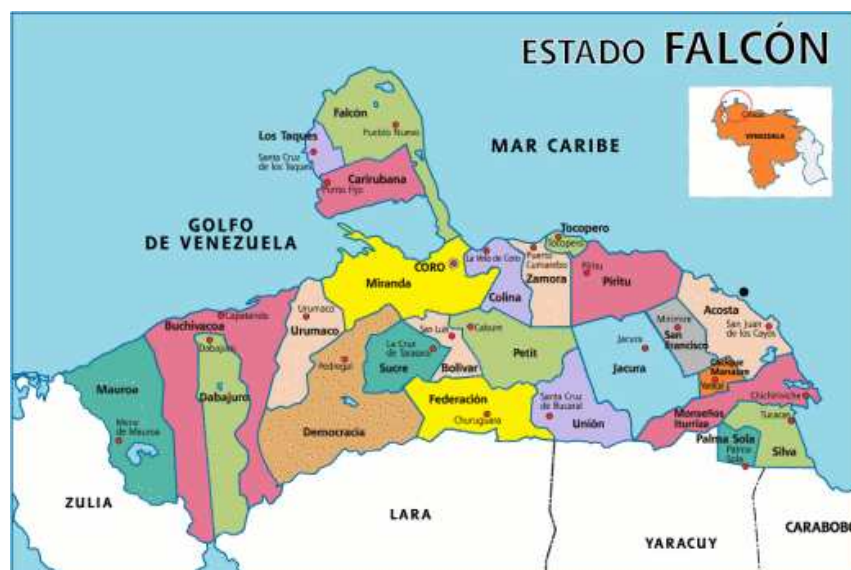 ESTADO FALCÓN
Falcón
Pueblo Nuevo
Los Taques
Santa Cruz
de los Taques
MAR CARIBE
VENEZUELA
Carirubana
Punto Fijo
GOLFO
DE VENEZUELA
Tocopero
Tocopero
CORO
La Vela de Coro
Puerto
Cumarebo
Píritu
Miranda
Colina
Zamora
Píritu
Capatárida
Urumaco
Urumaco
Buchivacoa
Dabajuro
San Luis
Cabure
Acosta
San Juan
de los Cayos
Mirimire
San
Francisco
Jacura
Jacura
La Cruz
de Taratara
Pedregal
Sucre
Bolívar
Petit
Mauroa
Dabajuro
Cacique
Manaure
Yaracal
Federación
Churuguara
Santa Cruz
de Bucaral
Unión
Chichiriviche
Tucacas
Monseños
Iturriza
Democracia
Mene
de Mauroa
Palma Sola
Palma
Sola
Silva
ZULIA
LARA
YARACUY
CARABOBO